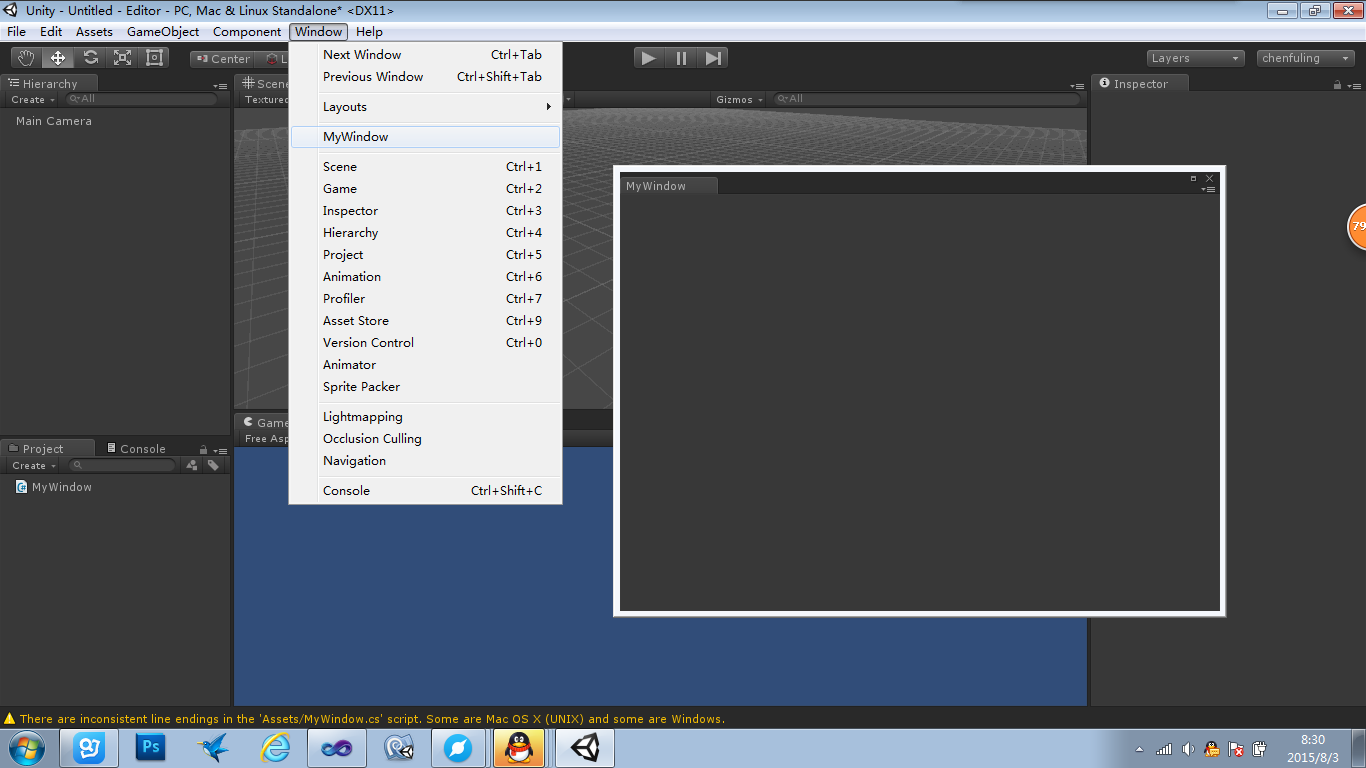 Unity - Untitled - Editor - PC, Mac & Linux Standalone* <DX11>
File Edit Assets GameObject Component Window Help
Center
Layers
chenfuling
Next Window Ctrl+Tab
Previous Window Ctrl+Shift+Tab
Layouts
MyWindow
Scene Ctrl+1
Game Ctrl+2
Inspector Ctrl+3
Hierarchy Ctrl+4
Project Ctrl+5
Animation Ctrl+6
Profiler Ctrl+7
Asset Store Ctrl+9
Version Control Ctrl+0
Animator
Sprite Packer
Lightmapping
Occlusion Culling
Navigation
Console Ctrl+Shift+C
Hierarchy
Create All
Main Camera
Scene
Textured
Gizmos All
Inspector
MyWindow
79
Game
Free Asp
Project Console
Create
MyWindow
There are inconsistent line endings in the 'Assets/MyWindow.cs' script. Some are Mac OS X (UNIX) and some are Windows.
Ps
8:30
2015/8/3